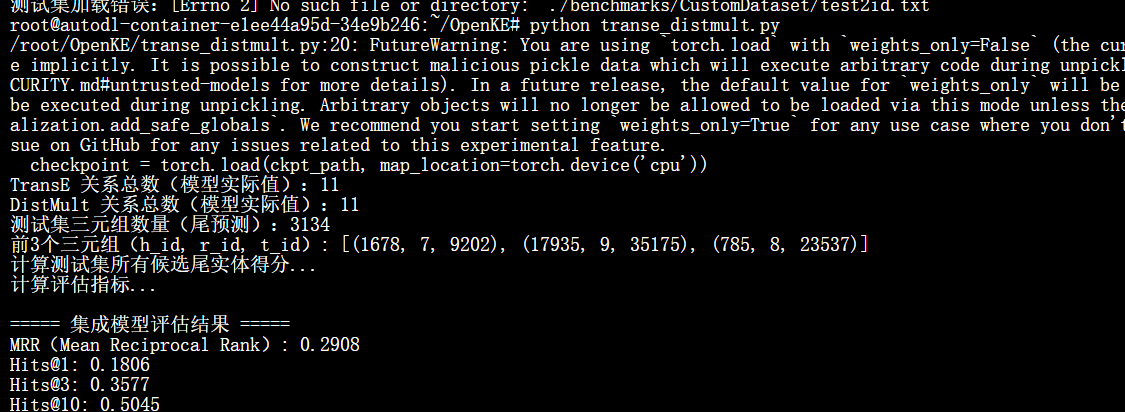 测试集加载错误：[Errno 2] No such file or directory: './benchmarks/CustomDataset/test2id.txt
root@autodl-container-e1ee44a95d-34e9b246:~/OpenKE# python transe_distmult.py
/root/OpenKE/transe_distmult.py:20: FutureWarning: You are using `torch.load` with `weights_only=False` (the cur
e implicitly. It is possible to construct malicious pickle data which will execute arbitrary code during unpickl
CURITY.md#untrusted-models for more details). In a future release, the default value for `weights_only` will be
be executed during unpickling. Arbitrary objects will no longer be allowed to be loaded via this mode unless the
alization.add_safe_globals`. We recommend you start setting `weights_only=True` for any use case where you don't
sue on GitHub for any issues related to this experimental feature.
  checkpoint = torch.load(ckpt_path, map_location=torch.device('cpu'))
TransE 关系总数（模型实际值）：11
DistMult 关系总数（模型实际值）：11
测试集三元组数量（尾预测）：3134
前3个三元组（h_id, r_id, t_id）：[(1678, 7, 9202), (17935, 9, 35175), (785, 8, 23537)]
计算测试集所有候选尾实体得分...
计算评估指标...
===== 集成模型评估结果 =====
MRR（Mean Reciprocal Rank）: 0.2908
Hits@1: 0.1806
Hits@3: 0.3577
Hits@10: 0.5045